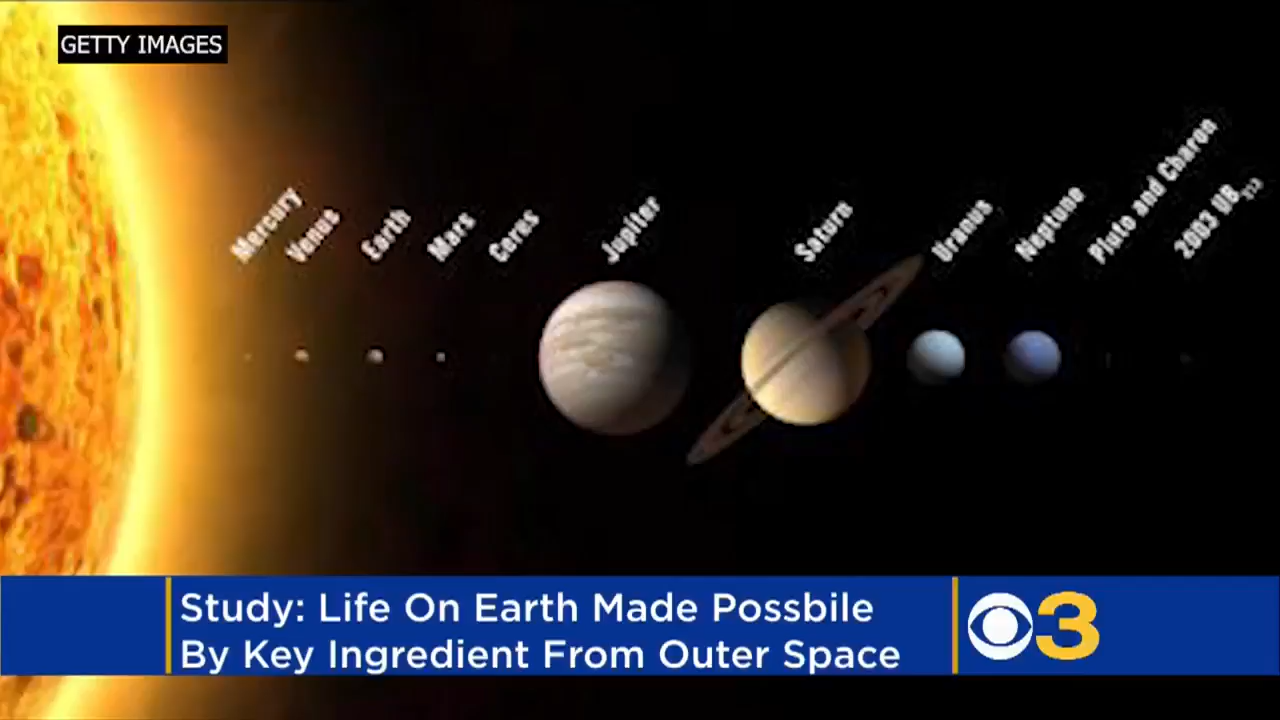 GETTY IMAGES
Mercury
Venus
Earth
Mars
Ceres
Jupiter
Saturn
Uranus
Neptune
Pluto and Charon
2003 UB313
Study: Life On Earth Made Possbile
By Key Ingredient From Outer Space
3